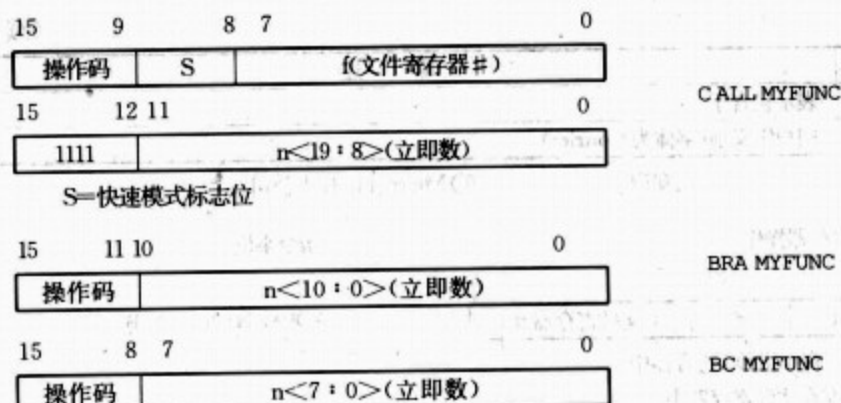 15 9 8 7 0
操作码 S f(文件寄存器#)
CALL MYFUNC
15 12 11 0
1111 n<19:8>(立即数)
S=快速模式标志位
15 11 10 0
操作码 n<10:0>(立即数)
BRA MYFUNC
15 8 7 0
操作码 n<7:0>(立即数)
BC MYFUNC